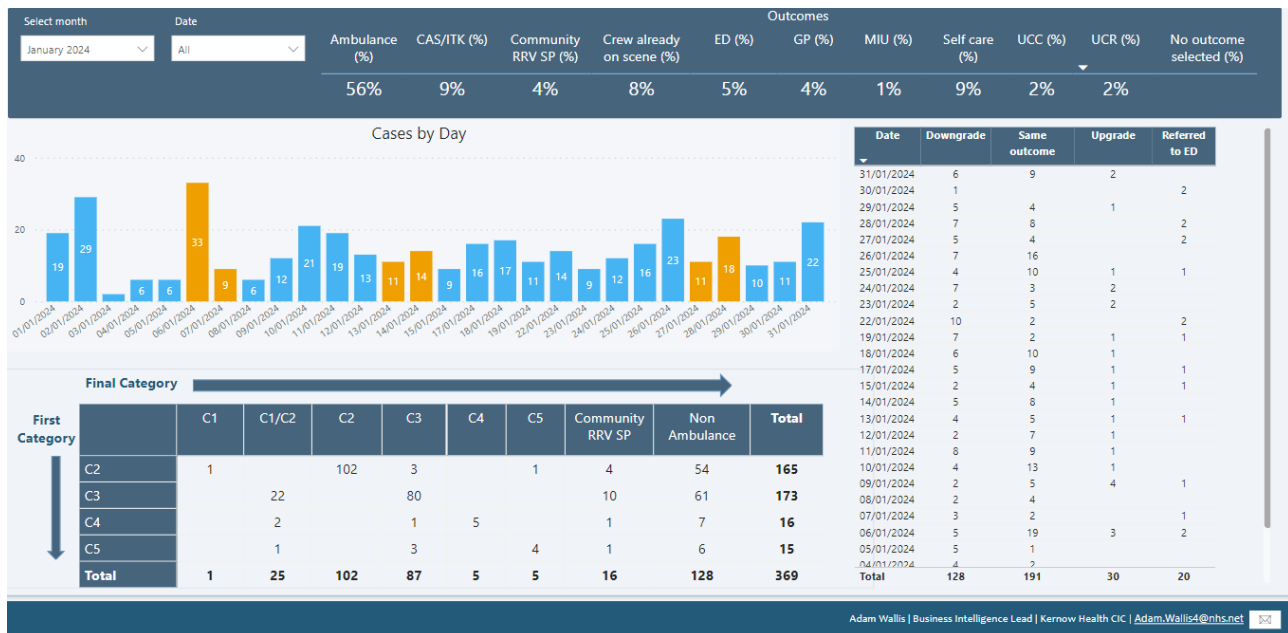 Select month
Date
January 2024
All
Outcomes
Ambulance (%) CAS/ITK (%) Community RRV SP (%) Crew already on scene (%) ED (%) GP (%) MIU (%) Self care (%) UCC (%) UCR (%) No outcome selected (%)
56% 9% 4% 8% 5% 4% 1% 9% 2% 2%
Cases by Day
40
20
0
19 29 6 6 33 9 6 12 21 19 13 11 14 9 16 17 11 14 9 12 16 23 11 18 10 11 22
01/01/2024 02/01/2024 03/01/2024 04/01/2024 05/01/2024 06/01/2024 07/01/2024 08/01/2024 09/01/2024 10/01/2024 11/01/2024 12/01/2024 13/01/2024 14/01/2024 15/01/2024 17/01/2024 18/01/2024 19/01/2024 22/01/2024 23/01/2024 24/01/2024 25/01/2024 26/01/2024 27/01/2024 28/01/2024 29/01/2024 30/01/2024 31/01/2024
Final Category
First Category
C1 C1/C2 C2 C3 C4 C5 Community RRV SP Non Ambulance Total
C2 1 102 3 1 4 54 165
C3 22 80 10 61 173
C4 2 1 5 1 7 16
C5 1 3 4 1 6 15
Total 1 25 102 87 5 5 16 128 369
Date Downgrade Same outcome Upgrade Referred to ED
31/01/2024 6 9 2
30/01/2024 1 2
29/01/2024 5 4 1
28/01/2024 7 8 2
27/01/2024 5 4 2
26/01/2024 7 16
25/01/2024 4 10 1 1
24/01/2024 7 3 2
23/01/2024 2 5 2
22/01/2024 10 2 2
19/01/2024 7 2 1 1
18/01/2024 6 10 1
17/01/2024 5 9 1 1
15/01/2024 2 4 1 1
14/01/2024 5 8 1
13/01/2024 4 5 1 1
12/01/2024 2 7 1
11/01/2024 8 9 1
10/01/2024 4 13 1
09/01/2024 2 5 4 1
08/01/2024 2 4
07/01/2024 3 2 1
06/01/2024 5 19 3 2
05/01/2024 5 1
04/01/2024 4 2
Total 128 191 30 20
Adam Wallis | Business Intelligence Lead | Kernow Health CIC | Adam.Wallis4@nhs.net